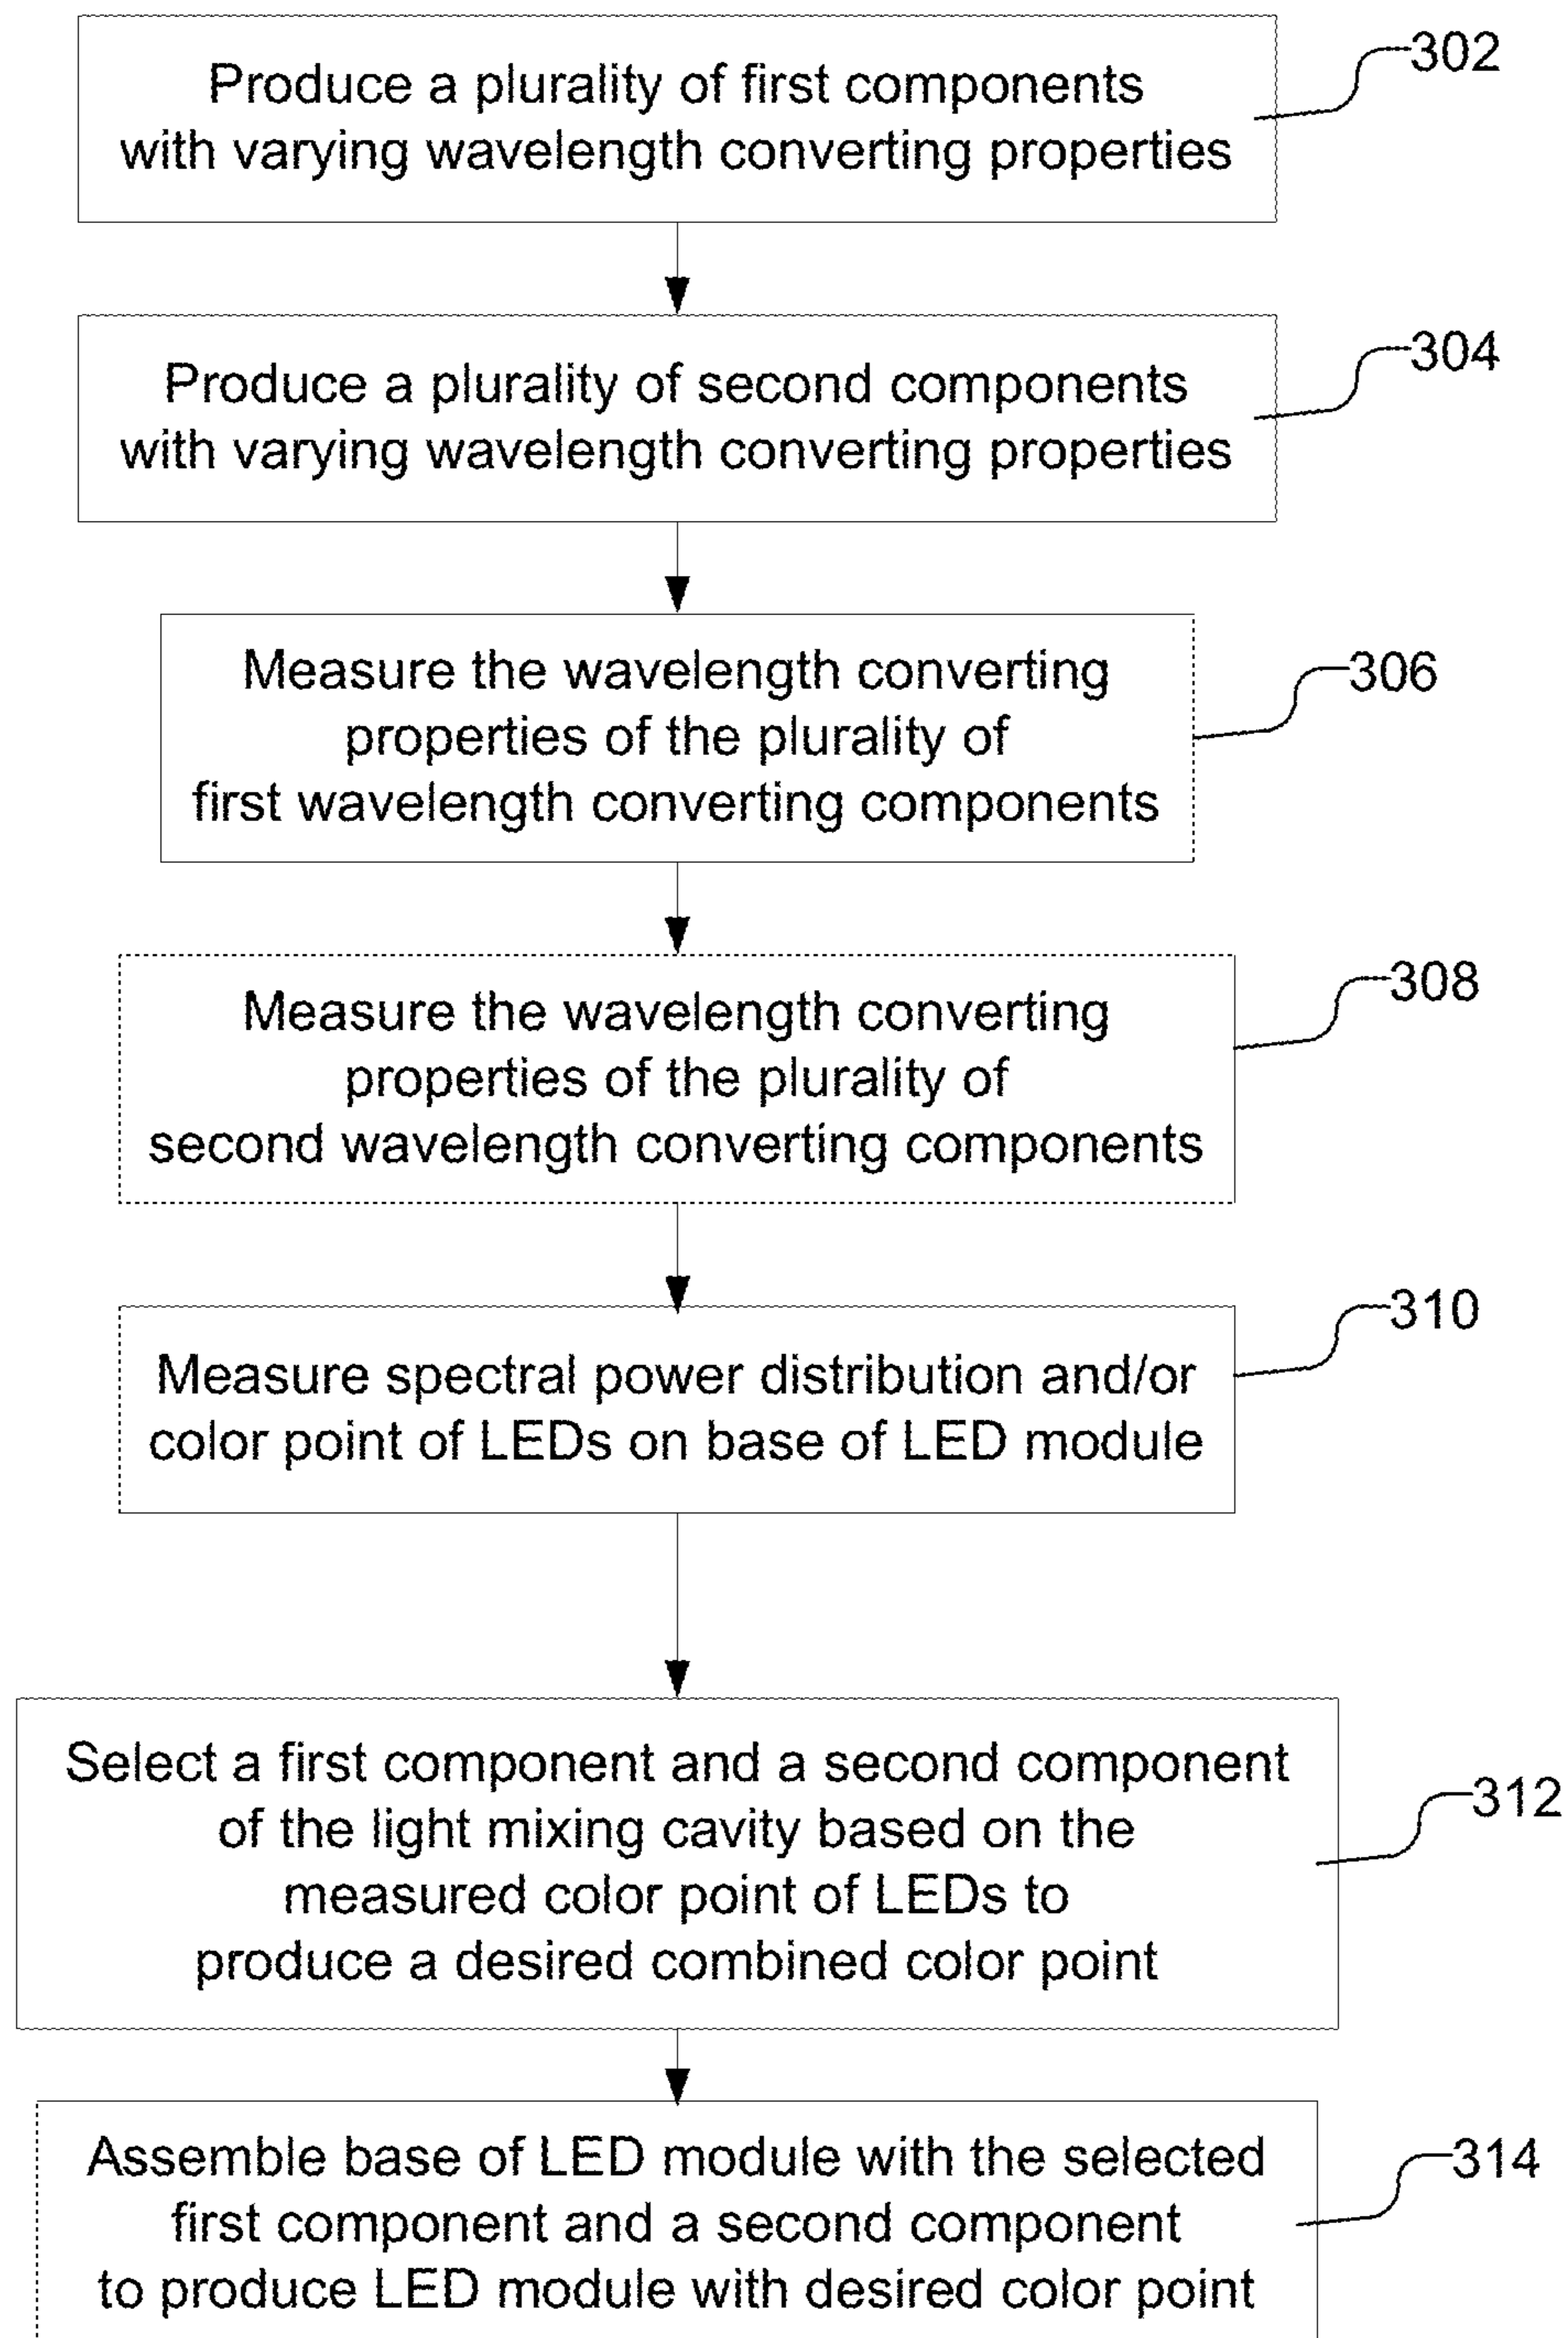 Produce a plurality of first components
with varying wavelength converting properties
302
Produce a plurality of second components
with varying wavelength converting properties
304
Measure the wavelength converting
properties of the plurality of
first wavelength converting components
306
Measure the wavelength converting
properties of the plurality of
second wavelength converting components
308
Measure spectral power distribution and/or
color point of LEDs on base of LED module
310
Select a first component and a second component
of the light mixing cavity based on the
measured color point of LEDs to
produce a desired combined color point
312
Assemble base of LED module with the selected
first component and a second component
to produce LED module with desired color point
314